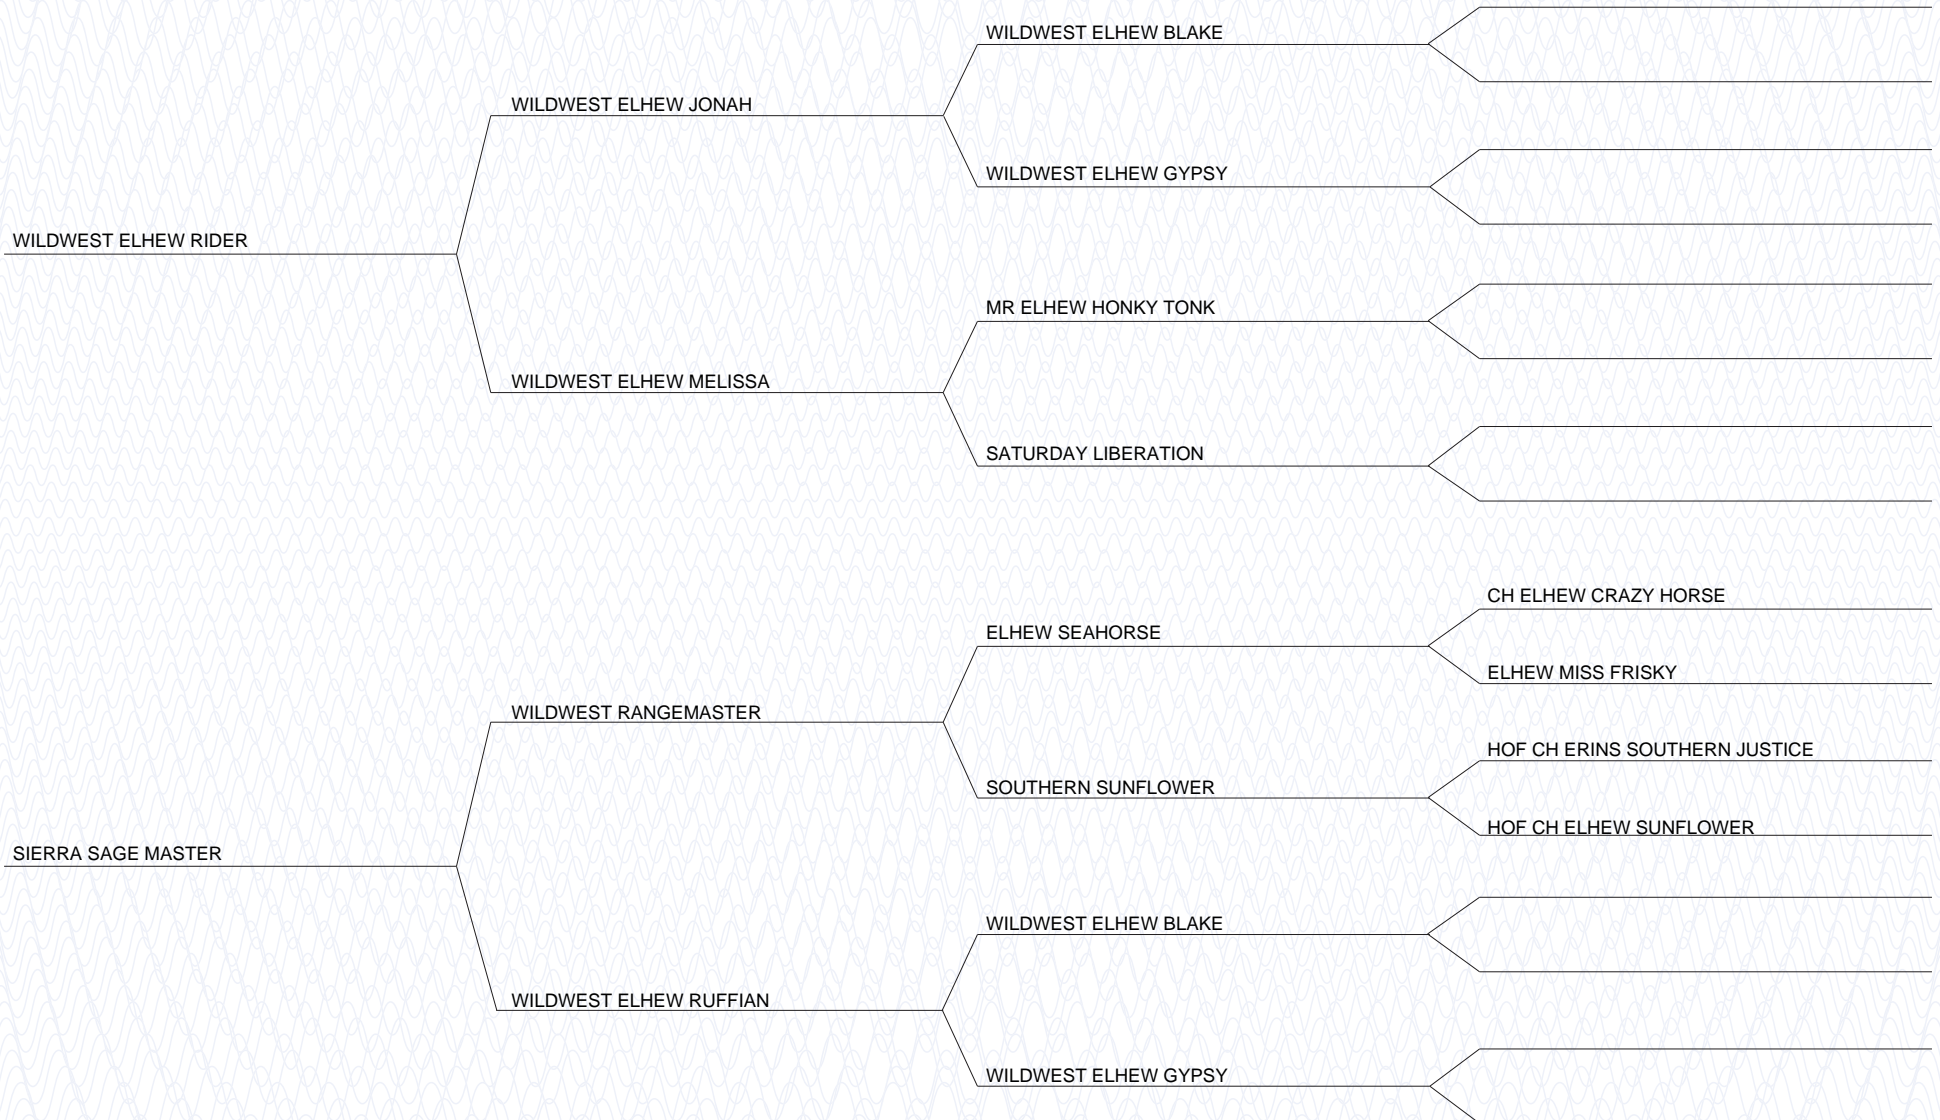 WILDWEST ELHEW BLAKE
WILDWEST ELHEW JONAH
WILDWEST ELHEW GYPSY
WILDWEST ELHEW RIDER
MR ELHEW HONKY TONK
WILDWEST ELHEW MELISSA
SATURDAY LIBERATION
CH ELHEW CRAZY HORSE
ELHEW SEAHORSE
ELHEW MISS FRISKY
WILDWEST RANGEMASTER
HOF CH ERINS SOUTHERN JUSTICE
SOUTHERN SUNFLOWER
HOF CH ELHEW SUNFLOWER
SIERRA SAGE MASTER
WILDWEST ELHEW BLAKE
WILDWEST ELHEW RUFFIAN
WILDWEST ELHEW GYPSY